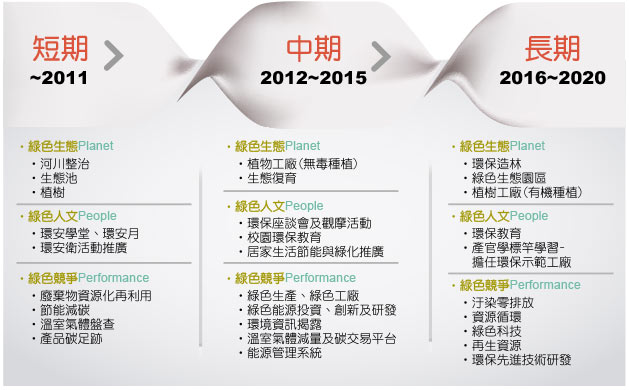 短期
~2011
中期
2012~2015
長期
2016~2020
・綠色生態Planet
・河川整治
・生態池
・植樹
・綠色人文People
・環安學堂、環安月
・環安衛活動推廣
・綠色競爭Performance
・廢棄物資源化再利用
・節能減碳
・溫室氣體盤查
・產品碳足跡
・綠色生態Planet
・植物工廠(無毒種植)
・生態復育
・綠色人文People
・環保座談會及觀摩活動
・校園環保教育
・居家生活節能與綠化推廣
・綠色競爭Performance
・綠色生產、綠色工廠
・綠色能源投資、創新及研發
・環境資訊揭露
・溫室氣體減量及碳交易平台
・能源管理系統
・綠色生態Planet
・環保造林
・綠色生態園區
・植樹工廠(有機種植)
・綠色人文People
・環保教育
・產官學標竿學習-
擔任環保示範工廠
・綠色競爭Performance
・汙染零排放
・資源循環
・綠色科技
・再生資源
・環保先進技術研發